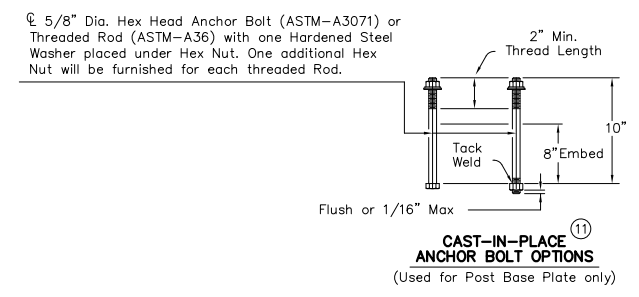 ℄ 5/8" Dia. Hex Head Anchor Bolt (ASTM-A3071) or
Threaded Rod (ASTM-A36) with one Hardened Steel
Washer placed under Hex Nut. One additional Hex
Nut will be furnished for each threaded Rod.
2" Min.
Thread Length
10"
Tack
Weld
8"Embed
Flush or 1/16" Max
CAST-IN-PLACE 11
ANCHOR BOLT OPTIONS
(Used for Post Base Plate only)